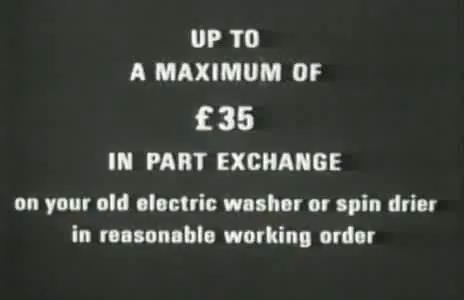 UP TO
A MAXIMUM OF
£35
IN PART EXCHANGE
on your old electric washer or spin drier
in reasonable working order